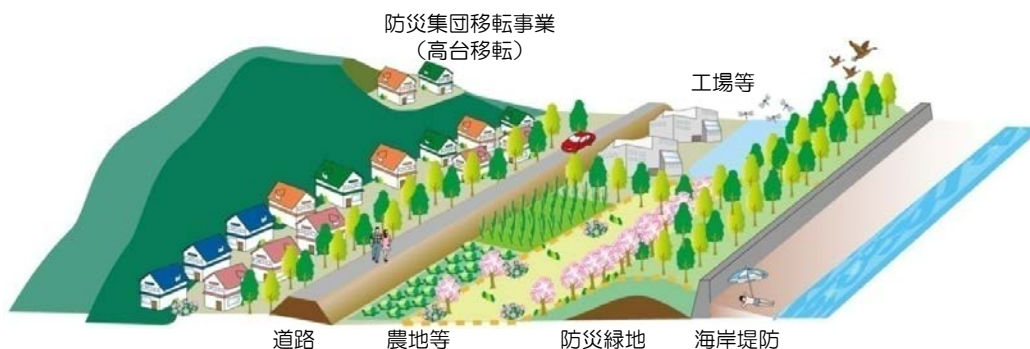 防災集団移転事業
（高台移転）
工場等
道路
農地等
防災緑地
海岸堤防